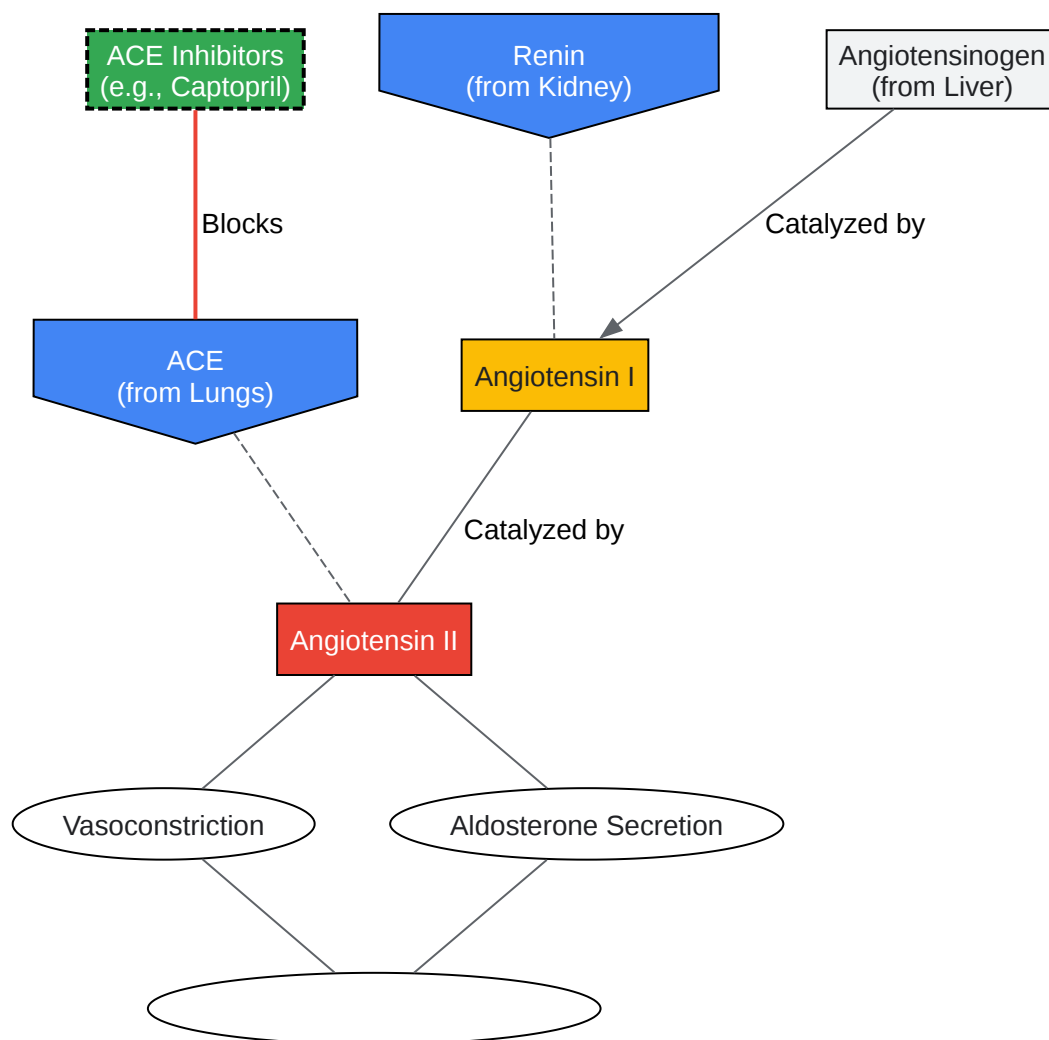 ACE Inhibitors
(e.g., Captopril)
Renin
(from Kidney)
Angiotensinogen
(from Liver)
Blocks
Catalyzed by
ACE
(from Lungs)
Angiotensin I
Catalyzed by
Angiotensin II
Vasoconstriction
Aldosterone Secretion